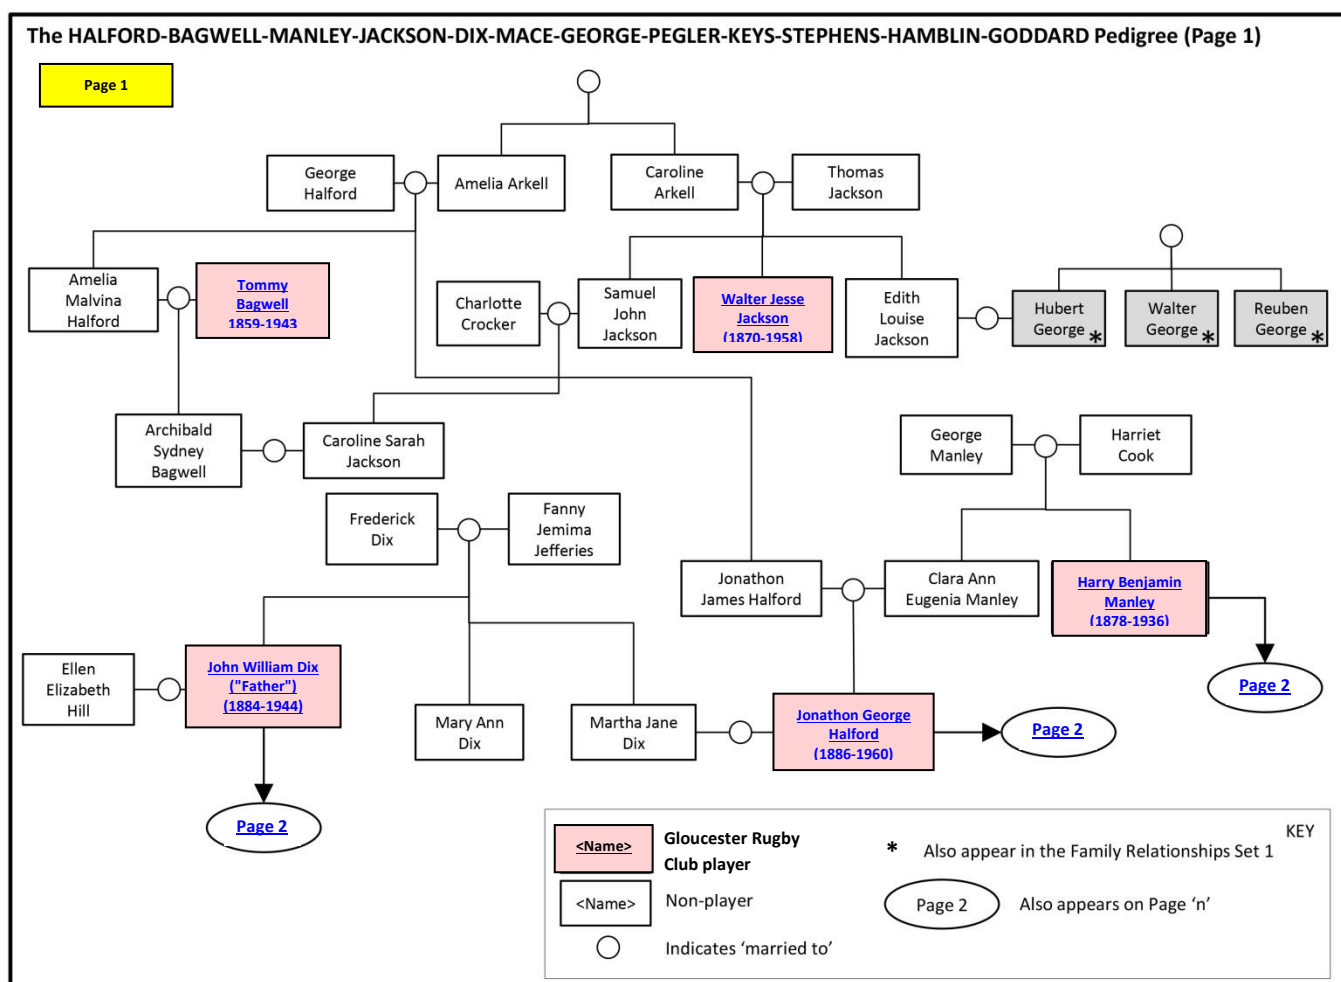 The HALFORD-BAGWELL-MANLEY-JACKSON-DIX-MACE-GEORGE-PEGLER-KEYS-STEPHENS-HAMBLIN-GODDARD Pedigree (Page 1)
Page 1
George
Halford
Amelia Arkell
Caroline
Arkell
Thomas
Jackson
Amelia
Malvina
Halford
Tommy
Bagwell
1859-1943
Charlotte
Crocker
Samuel
John
Jackson
Walter Jesse
Jackson
(1870-1958)
Edith
Louise
Jackson
Hubert
George
*
Walter
George
*
Reuben
George
*
Archibald
Sydney
Bagwell
Caroline Sarah
Jackson
George
Manley
Harriet
Cook
Frederick
Dix
Fanny
Jemima
Jefferies
Jonathon
James Halford
Clara Ann
Eugenia Manley
Harry Benjamin
Manley
(1878-1936)
Page 2
Ellen
Elizabeth
Hill
John William Dix
("Father")
(1884-1944)
Mary Ann
Dix
Martha Jane
Dix
Jonathon George
Halford
(1886-1960)
Page 2
Page 2
KEY
<Name>
Gloucester Rugby
Club player
* Also appear in the Family Relationships Set 1
<Name>
Non-player
Page 2
Also appears on Page ‘n’
Indicates ‘married to’